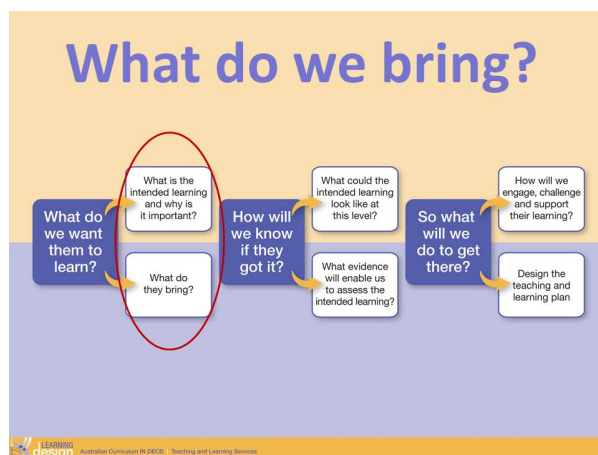 What do we bring?
What do
we want
them to
learn?
What is the
intended learning
and why is
it important?
What do
they bring?
How will
we know
if they
got it?
What could the
intended learning
look like at
this level?
What evidence
will enable us
to assess the
intended learning?
So what
will we
do to get
there?
How will we
engage, challenge
and support
their learning?
Design the
teaching and
learning plan
LEARNING
design
Australian Curriculum IN DECD | Teaching and Learning Services